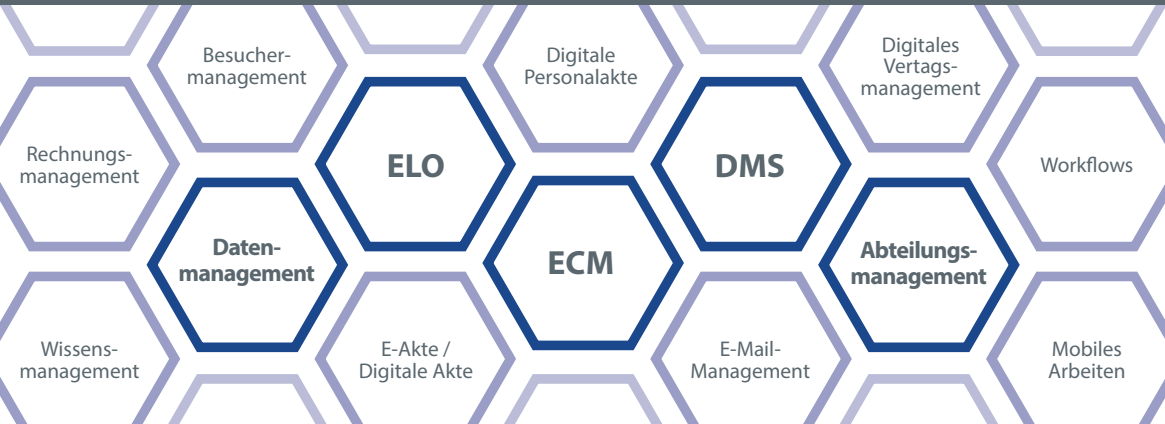 Besucher-
management
Digitale
Personalakte
Digitales
Vertags-
management
Rechnungs-
management
ELO
DMS
Workflows
Daten-
management
ECM
Abteilungs-
management
Wissens-
management
E-Akte /
Digitale Akte
E-Mail-
Management
Mobiles
Arbeiten